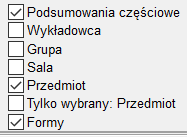 Podsumowania częściowe
Wykładowca
Grupa
Sala
Przedmiot
Tylko wybrany: Przedmiot
Formy